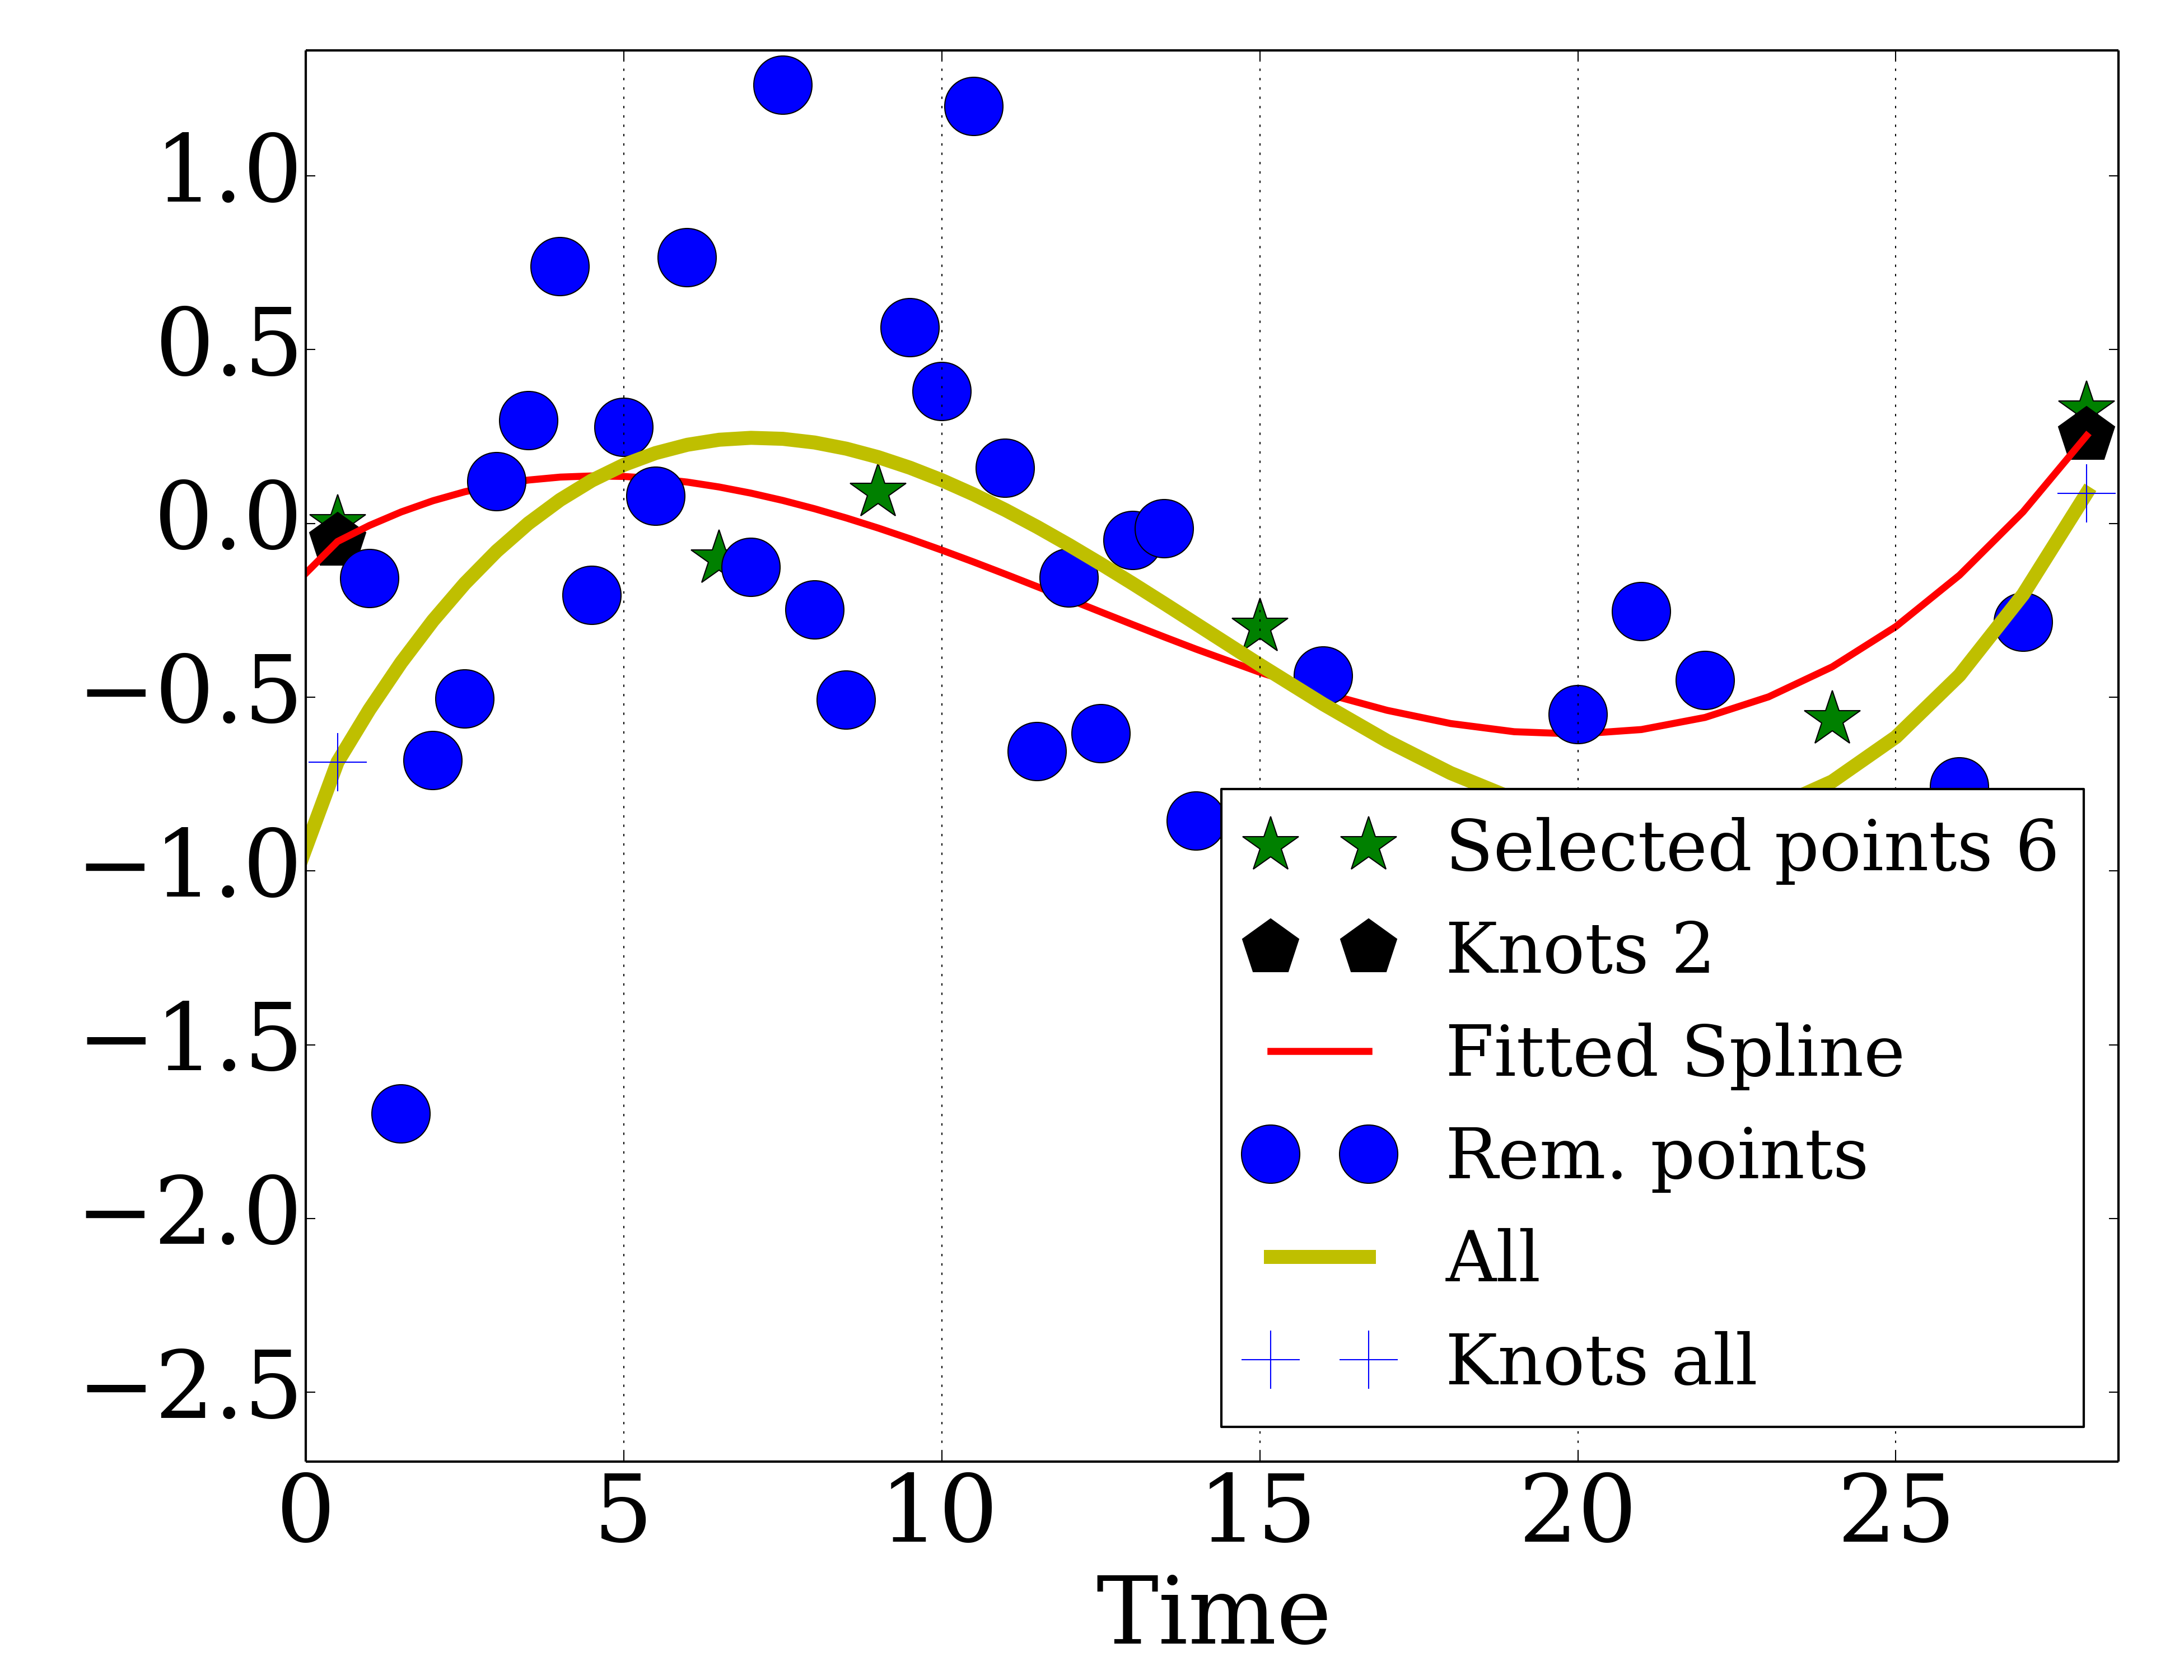 1.0
0.5
0.0
−0.5
−1.0
−1.5
−2.0
−2.5
Selected points 6
Knots 2
Fitted Spline
Rem. points
All
Knots all
0 5 10 15 20 25
Time